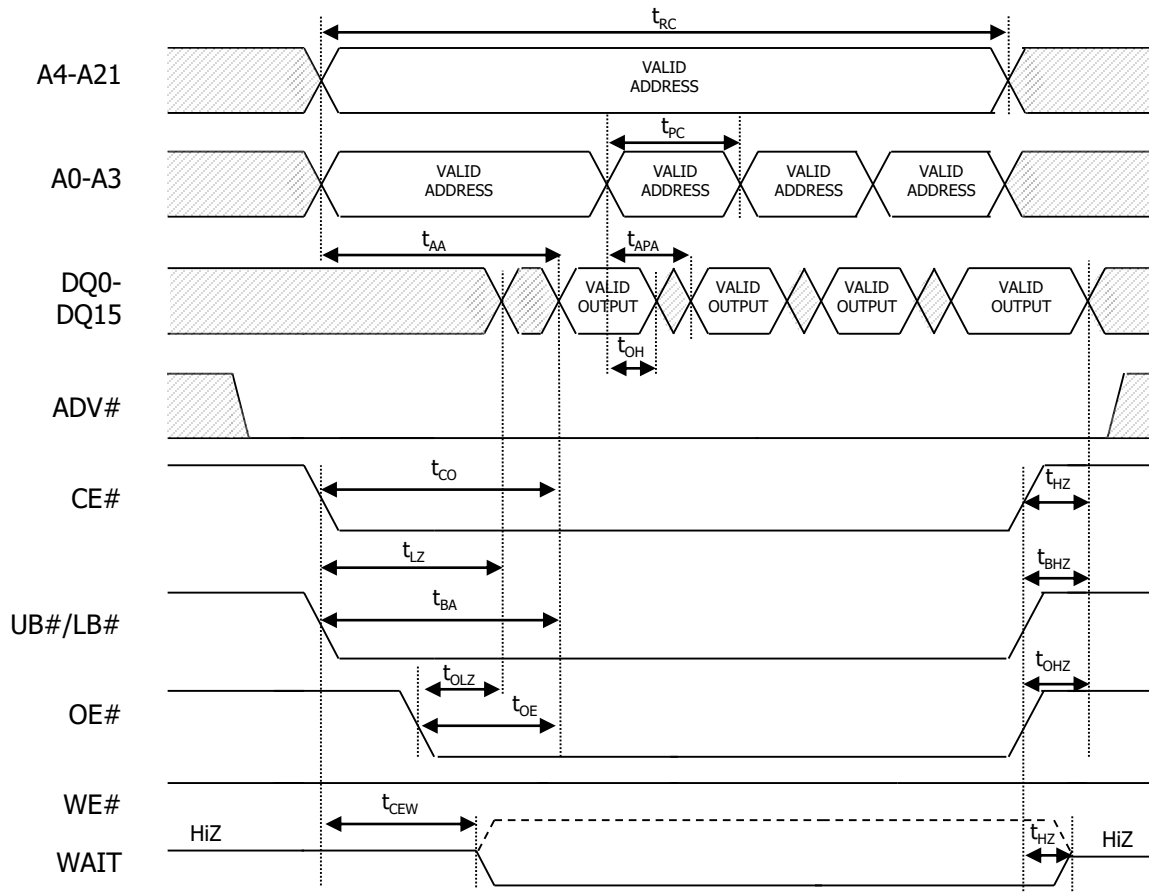 tRC
A4-A21
VALID
ADDRESS
tPC
A0-A3
VALID
ADDRESS
VALID
ADDRESS
VALID
ADDRESS
VALID
ADDRESS
tAA
tAPA
DQ0-
DQ15
VALID
OUTPUT
VALID
OUTPUT
VALID
OUTPUT
VALID
OUTPUT
tOH
ADV#
tCO
tHZ
CE#
tLZ
tBHZ
tBA
UB#/LB#
tOLZ
tOHZ
tOE
OE#
WE#
tCEW
HiZ
tHZ
HiZ
WAIT